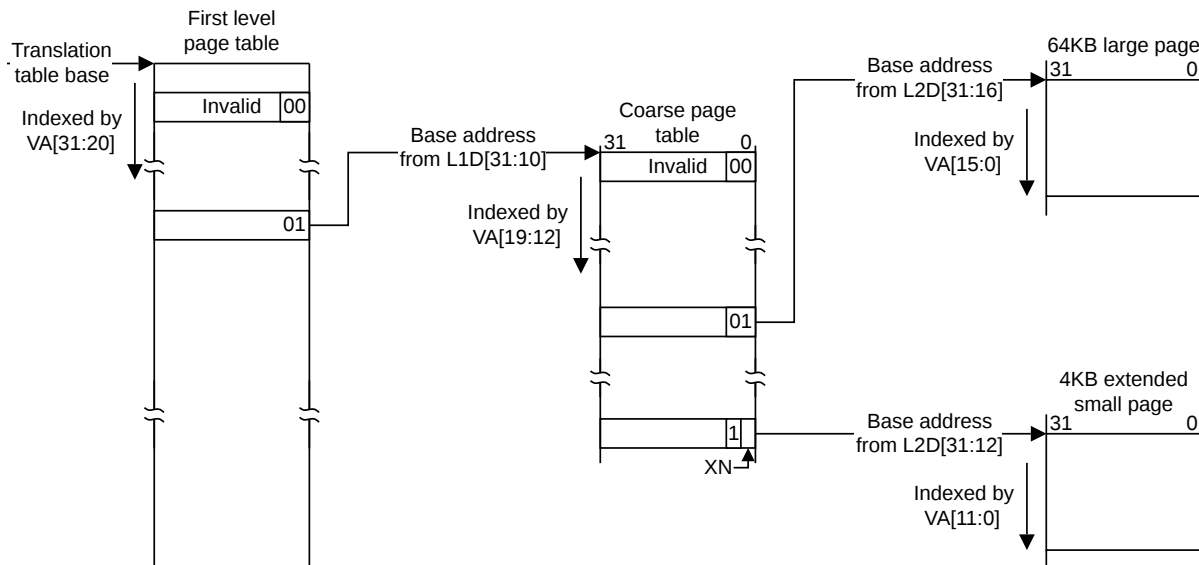 First level
page table
Translation
table base
Invalid 00
Indexed by
VA[31:20]
01
Base address
from L1D[31:10]
Coarse page
table
31 0
Invalid 00
Indexed by
VA[19:12]
01
1
XN
Base address
from L2D[31:16]
64KB large page
31 0
Indexed by
VA[15:0]
Base address
from L2D[31:12]
4KB extended
small page
31 0
Indexed by
VA[11:0]